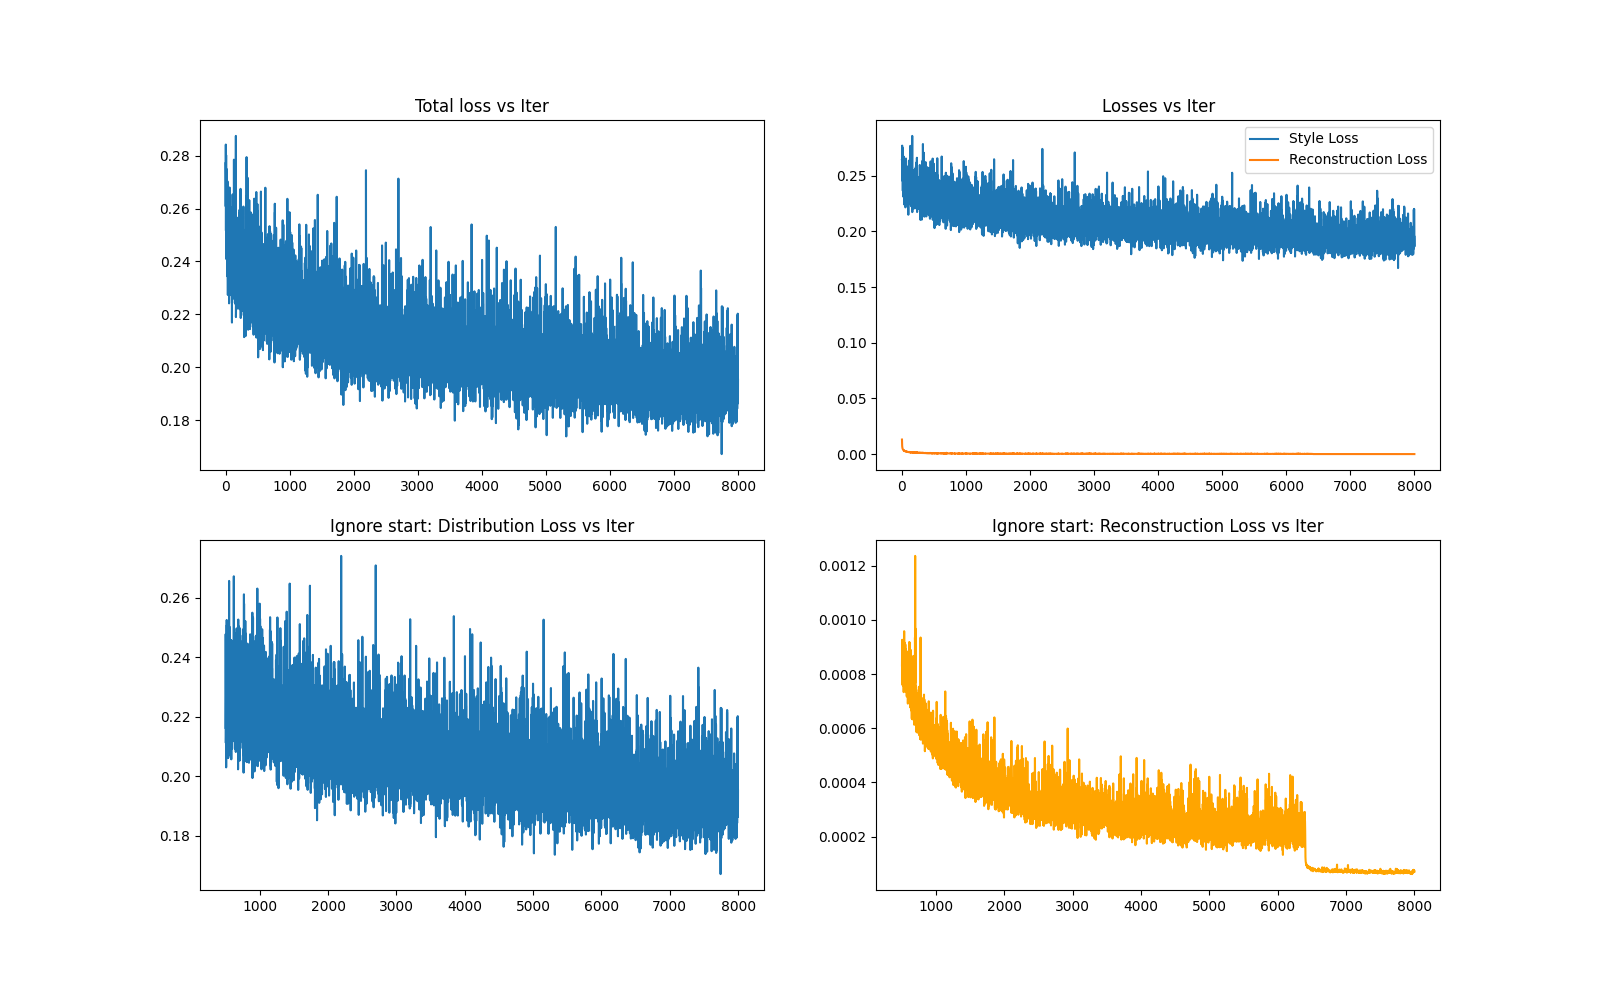 Total loss vs Iter
0.28
0.26
0.24
0.22
0.20
0.18
0 1000 2000 3000 4000 5000 6000 7000 8000
Losses vs Iter
Style Loss
Reconstruction Loss
0.25
0.20
0.15
0.10
0.05
0.00
0 1000 2000 3000 4000 5000 6000 7000 8000
Ignore start: Distribution Loss vs Iter
0.26
0.24
0.22
0.20
0.18
1000 2000 3000 4000 5000 6000 7000 8000
Ignore start: Reconstruction Loss vs Iter
0.0012
0.0010
0.0008
0.0006
0.0004
0.0002
1000 2000 3000 4000 5000 6000 7000 8000